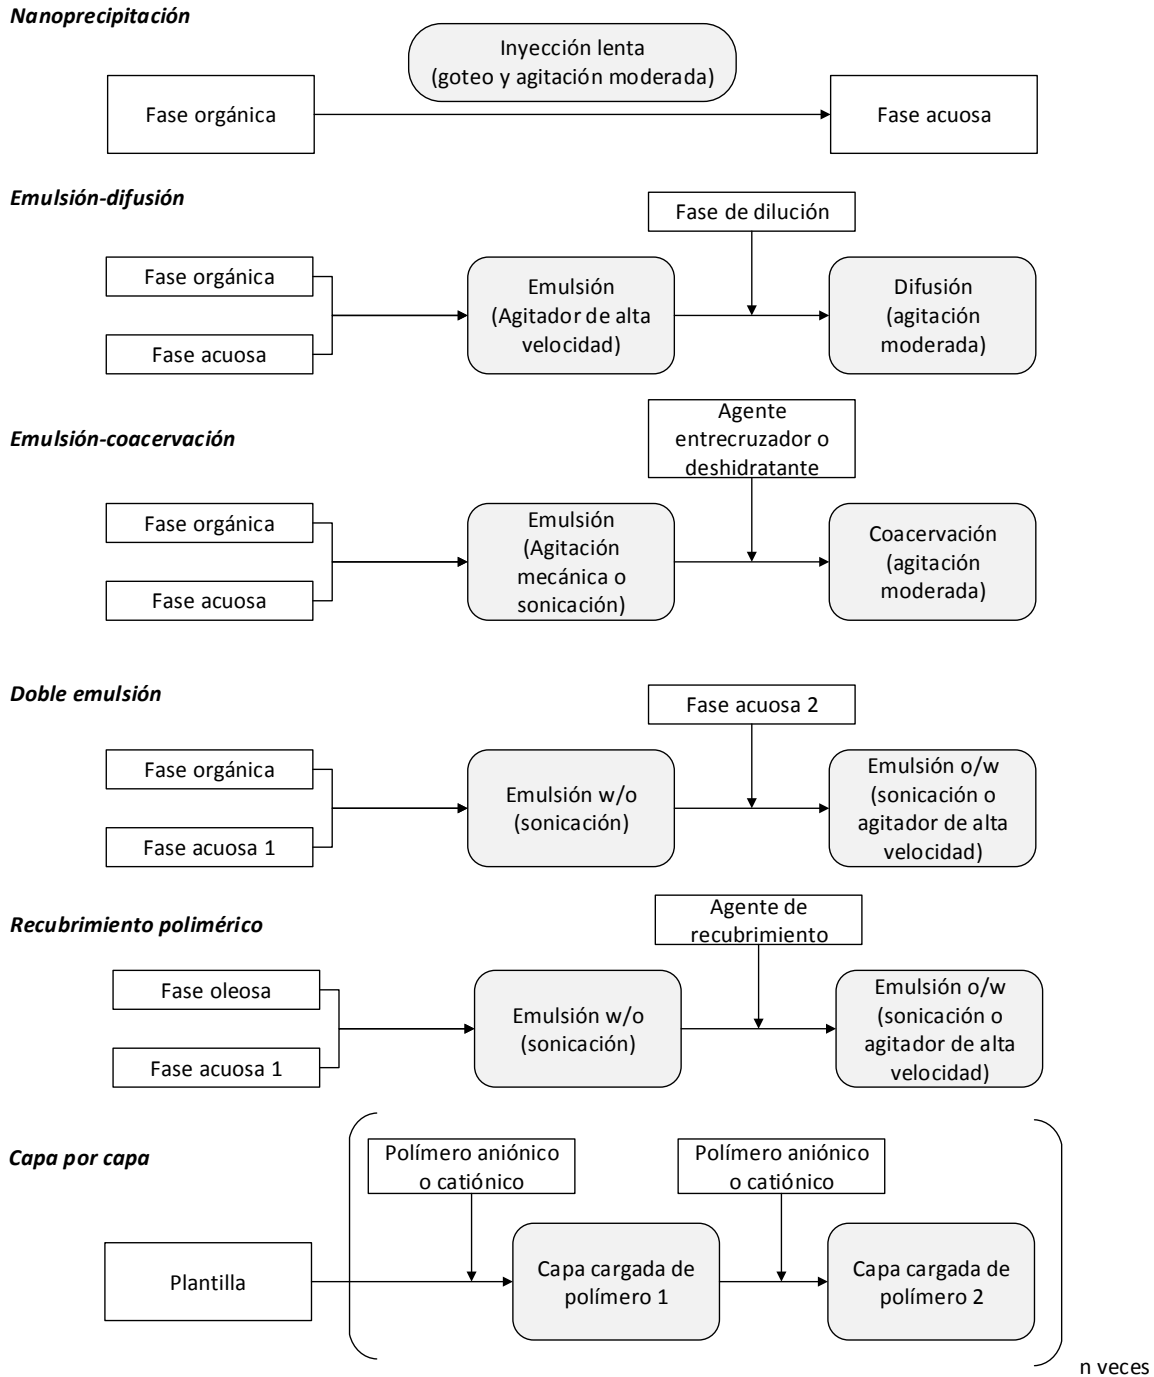 Nanoprecipitación
Inyección lenta
(goteo y agitación moderada)
Fase orgánica
Fase acuosa
Emulsión-difusión
Fase de dilución
Fase orgánica
Fase acuosa
Emulsión
(Agitador de alta
velocidad)
Difusión
(agitación
moderada)
Emulsión-coacervación
Agente
entrecruzador o
deshidratante
Fase orgánica
Fase acuosa
Emulsión
(Agitación
mecánica o
sonicación)
Coacervación
(agitación
moderada)
Doble emulsión
Fase acuosa 2
Fase orgánica
Fase acuosa 1
Emulsión w/o
(sonicación)
Emulsión o/w
(sonicación o
agitador de alta
velocidad)
Recubrimiento polimérico
Agente de
recubrimiento
Fase oleosa
Fase acuosa 1
Emulsión w/o
(sonicación)
Emulsión o/w
(sonicación o
agitador de alta
velocidad)
Capa por capa
Polímero aniónico
o catiónico
Polímero aniónico
o catiónico
Plantilla
Capa cargada de
polímero 1
Capa cargada de
polímero 2
n veces